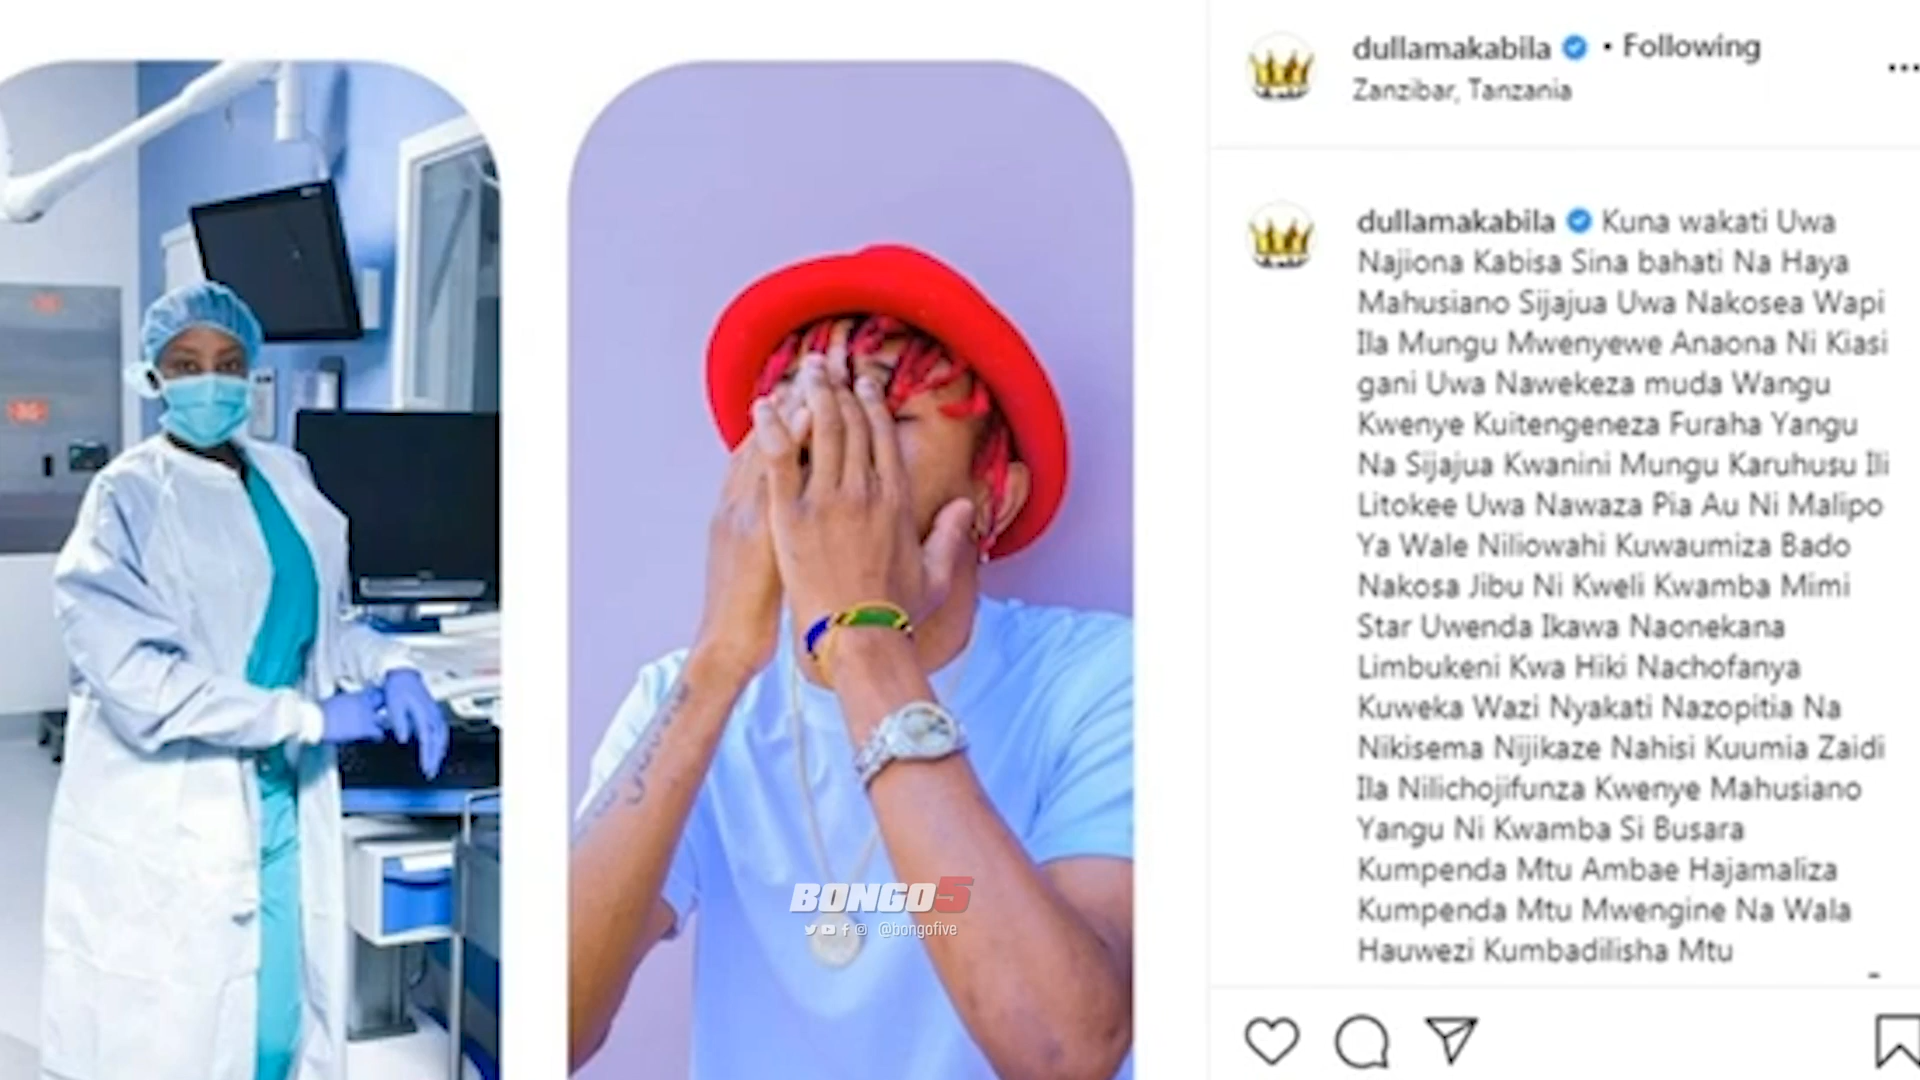 dullamakabila • Following
Zanzibar, Tanzania
dullamakabila Kuna wakati Uwa
Najiona Kabisa Sina bahati Na Haya
Mahusiano Sijajua Uwa Nakosea Wapi
Ila Mungu Mwenyewe Anaona Ni Kiasi
gani Uwa Nawekeza muda Wangu
Kwenye Kuitengeneza Furaha Yangu
Na Sijajua Kwanini Mungu Karuhusu Ili
Litokee Uwa Nawaza Pia Au Ni Malipo
Ya Wale Niliowahi Kuwaumiza Bado
Nakosa Jibu Ni Kweli Kwamba Mimi
Star Uwenda Ikawa Naonekana
Limbukeni Kwa Hiki Nachofanya
Kuweka Wazi Nyakati Nazopitia Na
Nikisema Nijikaze Nahisi Kuumia Zaidi
Ila Nilichojifunza Kwenye Mahusiano
Yangu Ni Kwamba Si Busara
Kumpenda Mtu Ambae Hajamaliza
Kumpenda Mtu Mwengine Na Wala
Hauwezi Kumbadilisha Mtu
BONGO5
@bongofive